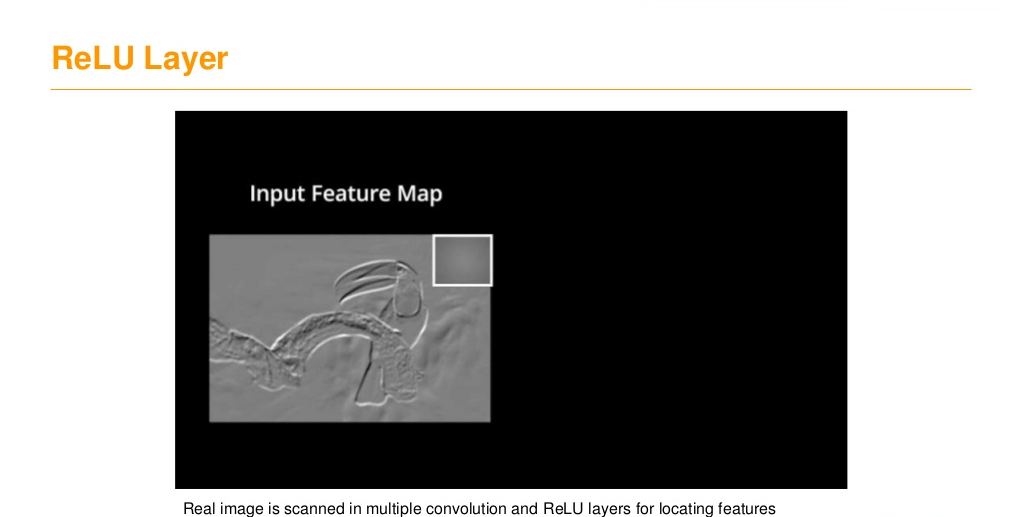 ReLU Layer
Input Feature Map
Real image is scanned in multiple convolution and ReLU layers for locating features